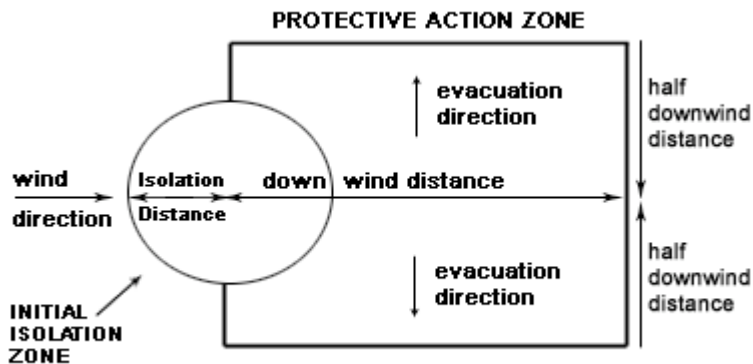 PROTECTIVE ACTION ZONE
evacuation
direction
half
downwind
distance
wind
direction
Isolation
Distance
down wind distance
evacuation
direction
half
downwind
distance
INITIAL
ISOLATION
ZONE